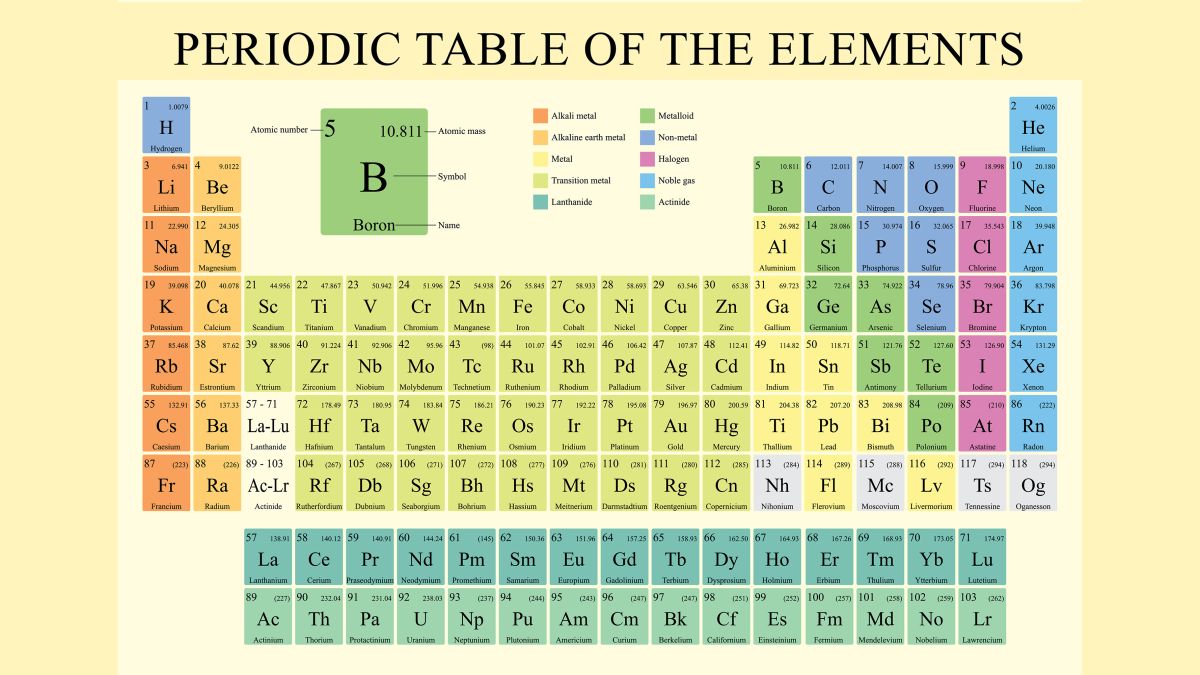 PERIODIC TABLE OF THE ELEMENTS
1 1.0079
H
Hydrogen
2 4.0026
He
Helium
Atomic number
5 10.811
Atomic mass
B
Symbol
Boron
Name
Alkali metal
Alkaline earth metal
Metal
Transition metal
Lanthanide
Metalloid
Non-metal
Halogen
Noble gas
Actinide
3 6.941 4 9.0122 5 10.811 6 12.011 7 14.007 8 15.999 9 18.998 10 20.180
Li Be B C N O F Ne
Lithium Beryllium Boron Carbon Nitrogen Oxygen Fluorine Neon
11 22.990 12 24.305 13 26.982 14 28.086 15 30.974 16 32.065 17 35.543 18 39.948
Na Mg Al Si P S Cl Ar
Sodium Magnesium Aluminium Silicon Phosphorus Sulfur Chlorine Argon
19 39.098 20 40.078 21 44.956 22 47.867 23 50.942 24 51.996 25 54.938 26 55.845 27 58.933 28 58.693 29 63.546 30 65.38 31 69.723 32 72.64 33 74.922 34 78.96 35 79.904 36 83.798
K Ca Sc Ti V Cr Mn Fe Co Ni Cu Zn Ga Ge As Se Br Kr
Potassium Calcium Scandium Titanium Vanadium Chromium Manganese Iron Cobalt Nickel Copper Zinc Gallium Germanium Arsenic Selenium Bromine Krypton
37 85.468 38 87.62 39 88.906 40 91.224 41 92.906 42 95.96 43 (98) 44 101.07 45 102.91 46 106.42 47 107.87 48 112.41 49 114.82 50 118.71 51 121.76 52 127.60 53 126.90 54 131.29
Rb Sr Y Zr Nb Mo Tc Ru Rh Pd Ag Cd In Sn Sb Te I Xe
Rubidium Estrontium Yttrium Zirconium Niobium Molybdenum Technetium Ruthenium Rhodium Palladium Silver Cadmium Indium Tin Antimony Tellurium Iodine Xenon
55 132.91 56 137.33 57 - 71 72 178.49 73 180.95 74 183.84 75 186.21 76 190.23 77 192.22 78 195.08 79 196.97 80 200.59 81 204.38 82 207.20 83 208.98 84 (209) 85 (210) 86 (222)
Cs Ba La-Lu Hf Ta W Re Os Ir Pt Au Hg Ti Pb Bi Po At Rn
Caesium Barium Lanthanide Hafnium Tantalum Tungsten Rhenium Osmium Iridium Platinum Gold Mercury Thallium Lead Bismuth Polonium Astatine Radon
87 (223) 88 (226) 89 - 103 104 (267) 105 (268) 106 (271) 107 (272) 108 (277) 109 (276) 110 (281) 111 (280) 112 (285) 113 (284) 114 (289) 115 (288) 116 (292) 117 (294) 118 (294)
Fr Ra Ac-Lr Rf Db Sg Bh Hs Mt Ds Rg Cn Nh Fl Mc Lv Ts Og
Francium Radium Actinide Rutherfordium Dubnium Seaborgium Bohrium Hassium Meitnerium Darmstadtium Roentgenium Copernicium Nihonium Flerovium Moscovium Livermorium Tennessine Oganesson
57 138.91 58 140.12 59 140.91 60 144.24 61 (145) 62 150.36 63 151.96 64 157.25 65 158.93 66 162.50 67 164.93 68 167.26 69 168.93 70 173.05 71 174.97
La Ce Pr Nd Pm Sm Eu Gd Tb Dy Ho Er Tm Yb Lu
Lanthanium Cerium Praseodymium Neodymium Promethium Samarium Europium Gadolinium Terbium Dysprosium Holmium Erbium Thulium Ytterbium Lutetium
89 (227) 90 232.04 91 231.04 92 238.03 93 (237) 94 (244) 95 (243) 96 (247) 97 (247) 98 (251) 99 (252) 100 (257) 101 (258) 102 (259) 103 (262)
Ac Th Pa U Np Pu Am Cm Bk Cf Es Fm Md No Lr
Actinium Thorium Protactinium Uranium Neptunium Plutonium Americium Curium Berkelium Californium Einsteinium Fermium Mendelevium Nobelium Lawrencium